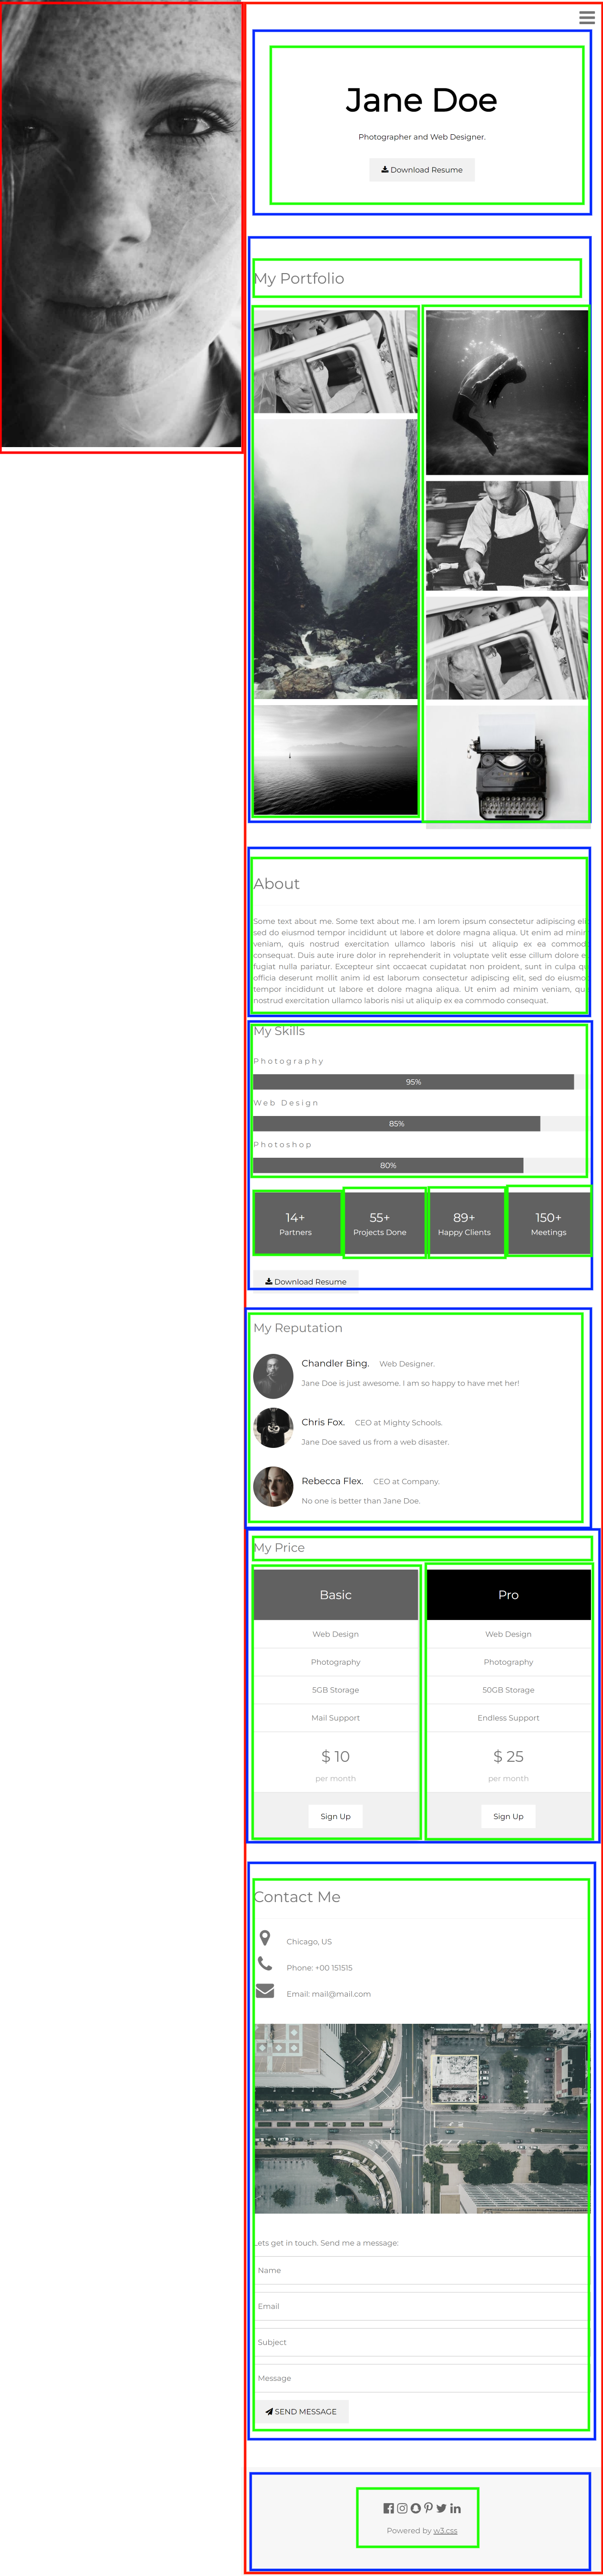 Jane Doe
Photographer and Web Designer.
Download Resume
My Portfolio
About
Some text about me. Some text about me. I am lorem ipsum consectetur adipiscing
sed do eiusmod tempor incididunt ut labore et dolore magna aliqua. Ut enim ad minim
veniam, quis nostrud exercitation ullamco laboris nisi ut aliquip ex ea commodo
consequat. Duis aute irure dolor in reprehenderit in voluptate velit esse cillum dolore
fugiat nulla pariatur. Excepteur sint occaecat cupidatat non proident, sunt in culpa
officia deserunt mollit anim id est laborum consectetur adipiscing elit, sed do eiusmod
tempor incididunt ut labore et dolore magna aliqua. Ut enim ad minim veniam,
nostrud exercitation ullamco laboris nisi ut aliquip ex ea commodo consequat.
My Skills
Photography
95%
Web Design
85%
Photoshop
80%
14+ 55+ 89+ 150+
Partners Projects Done Happy Clients Meetings
Download Resume
My Reputation
Chandler Bing. Web Designer.
Jane Doe is just awesome. I am so happy to have met her!
Chris Fox. CEO at Mighty Schools.
Jane Doe saved us from a web disaster.
Rebecca Flex. CEO at Company.
No one is better than Jane Doe.
My Price
Basic Pro
Web Design Web Design
Photography Photography
5GB Storage 50GB Storage
Mail Support Endless Support
$ 10 $ 25
per month per month
Sign Up Sign Up
Contact Me
Chicago, US
Phone: +00 151515
Email: mail@mail.com
Lets get in touch. Send me a message:
Name
Email
Subject
Message
SEND MESSAGE
Powered by w3.css